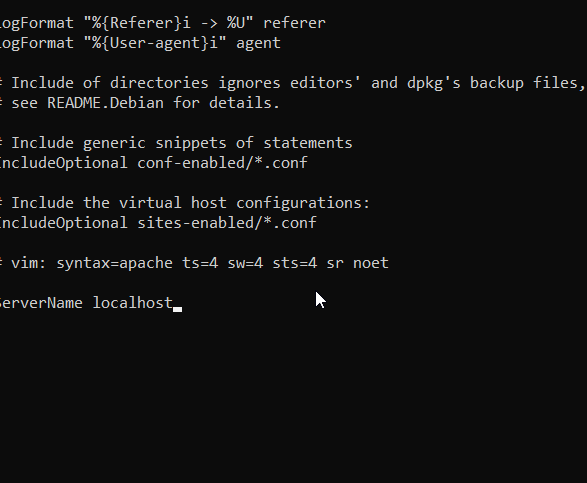 ogFormat "%{Referer}i -> %U" referer
ogFormat "%{User-agent}i" agent
# Include of directories ignores editors' and dpkg's backup files,
# see README.Debian for details.
# Include generic snippets of statements
IncludeOptional conf-enabled/*.conf
# Include the virtual host configurations:
IncludeOptional sites-enabled/*.conf
# vim: syntax=apache ts=4 sw=4 sts=4 sr noet
ServerName localhost